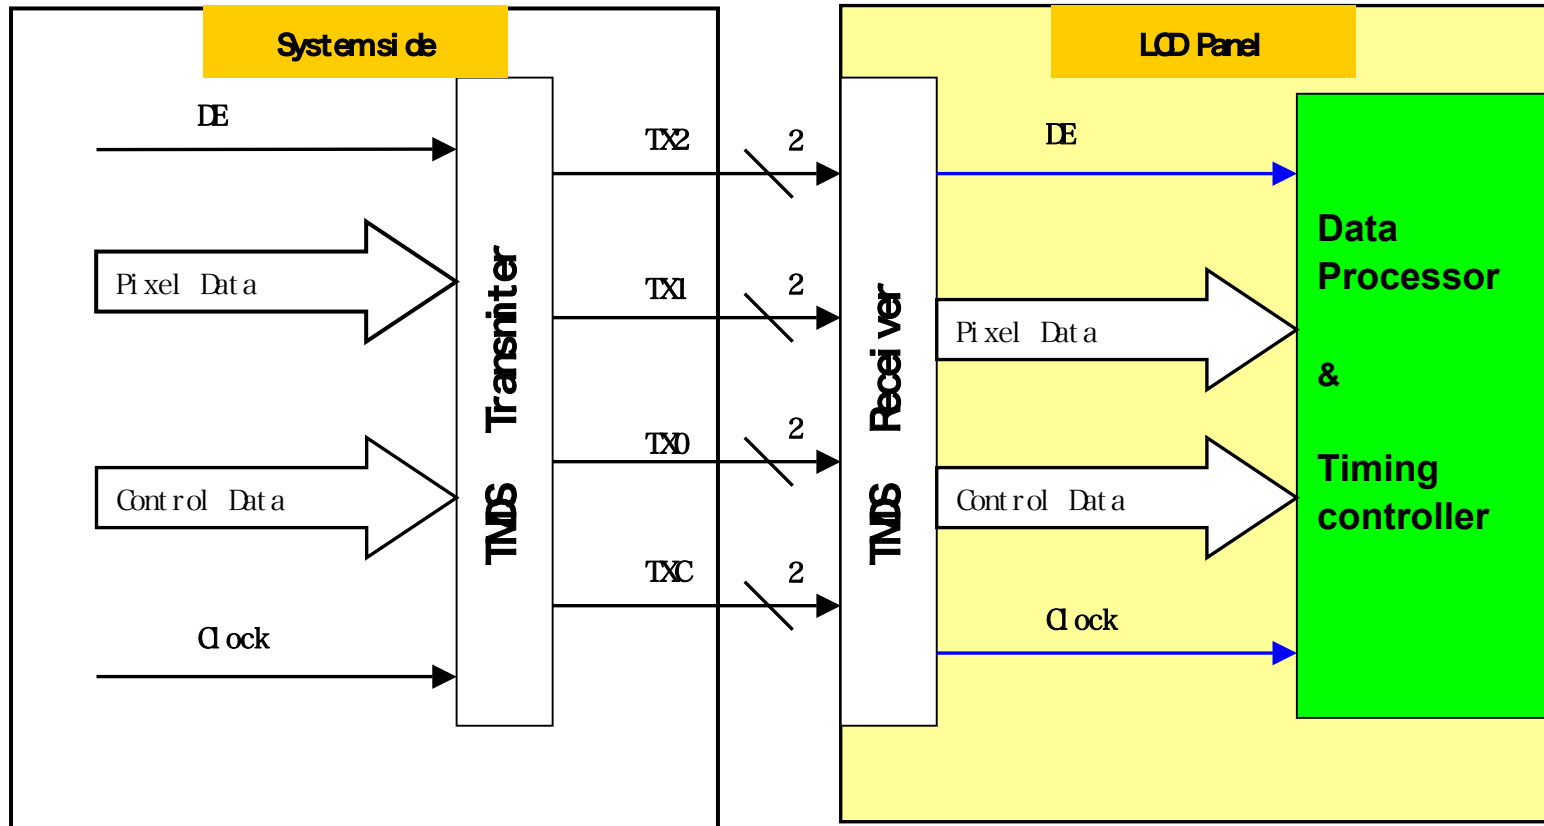 System side
LCD Panel
DE
TX2
2
DE
Pixel Data
TX1
2
Pixel Data
TMDS Transmitter
TMDS Receiver
Data
Processor
&
Timing
controller
Control Data
TX0
2
Control Data
TXC
2
Clock
Clock